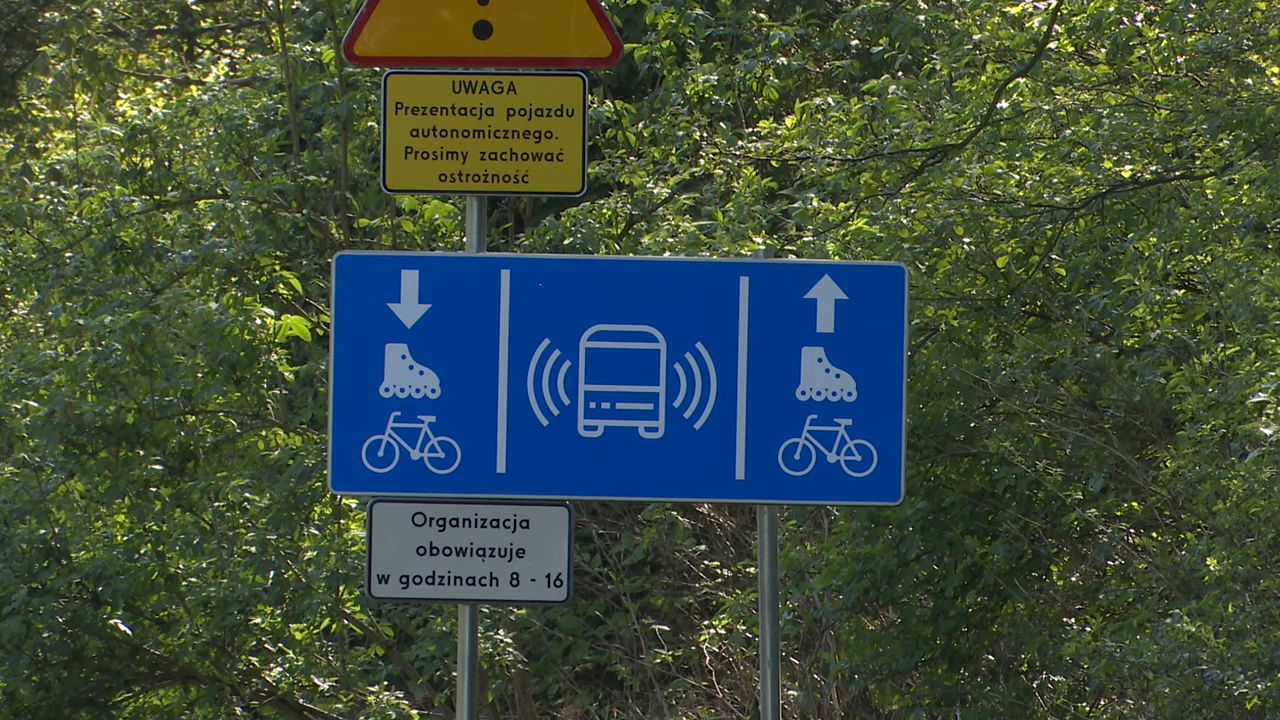 UWAGA
Prezentacja pojazdu
autonomicznego.
Prosimy zachować
ostrożność
Organizacja
obowiązuje
w godzinach 8 - 16